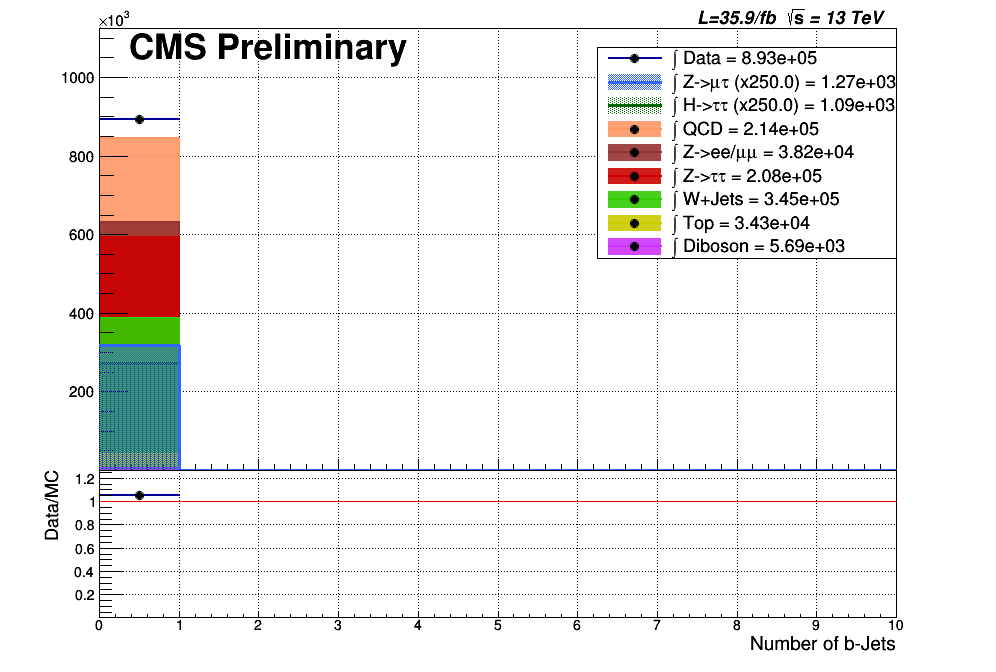 ×10³
L=35.9/fb √s = 13 TeV
CMS Preliminary
∫ Data = 8.93e+05
∫ Z->μτ (x250.0) = 1.27e+03
∫ H->ττ (x250.0) = 1.09e+03
∫ QCD = 2.14e+05
∫ Z->ee/μμ = 3.82e+04
∫ Z->ττ = 2.08e+05
∫ W+Jets = 3.45e+05
∫ Top = 3.43e+04
∫ Diboson = 5.69e+03
1000
800
600
400
200
Data/MC
1.2
1
0.8
0.6
0.4
0.2
0 1 2 3 4 5 6 7 8 9 10
Number of b-Jets